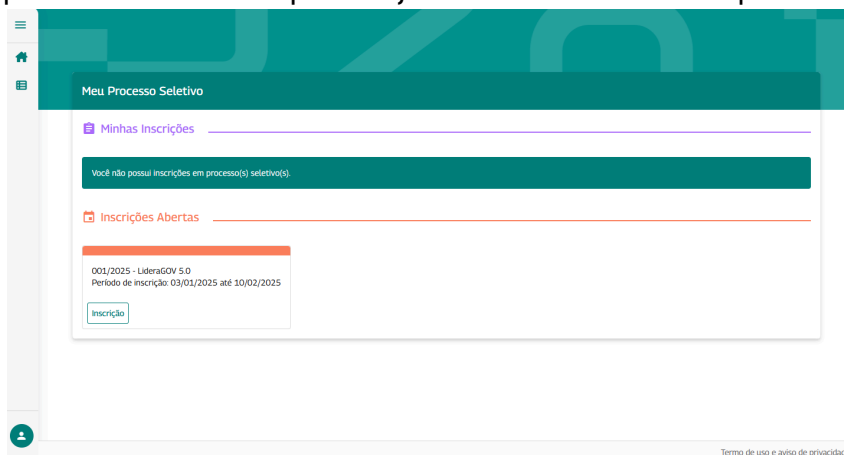 Meu Processo Seletivo
Minhas Inscrições
Você não possui inscrições em processo(s) seletivo(s).
Inscrições Abertas
001/2025 - LideraGOV 5.0
Período de inscrição: 03/01/2025 até 10/02/2025
Inscrição
Termo de uso e aviso de